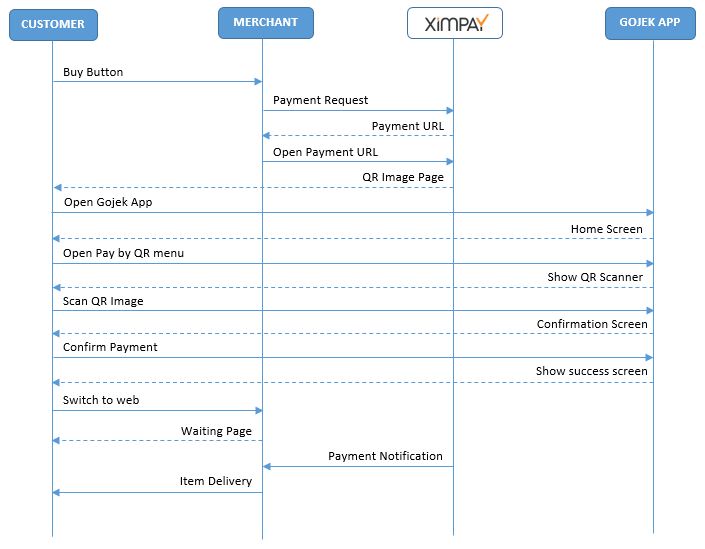 CUSTOMER
MERCHANT
XiMPAY
GOJEK APP
Buy Button
Payment Request
Payment URL
Open Payment URL
QR Image Page
Open Gojek App
Home Screen
Open Pay by QR menu
Show QR Scanner
Scan QR Image
Confirmation Screen
Confirm Payment
Show success screen
Switch to web
Waiting Page
Payment Notification
Item Delivery